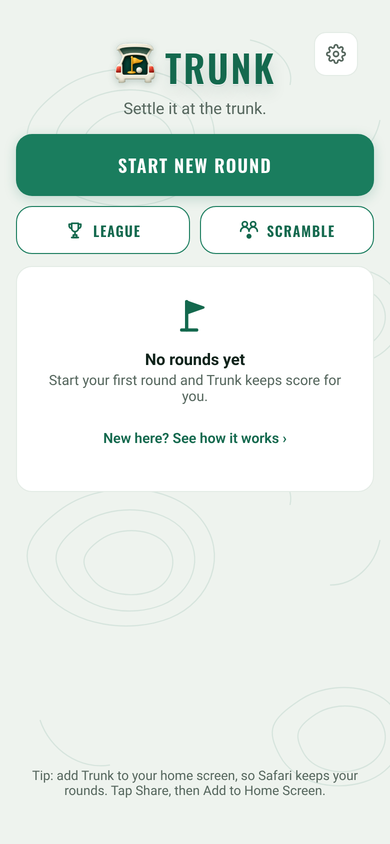 TRUNK
Settle it at the trunk.
START NEW ROUND
LEAGUE
SCRAMBLE
No rounds yet
Start your first round and Trunk keeps score for
you.
New here? See how it works ›
Tip: add Trunk to your home screen, so Safari keeps your
rounds. Tap Share, then Add to Home Screen.